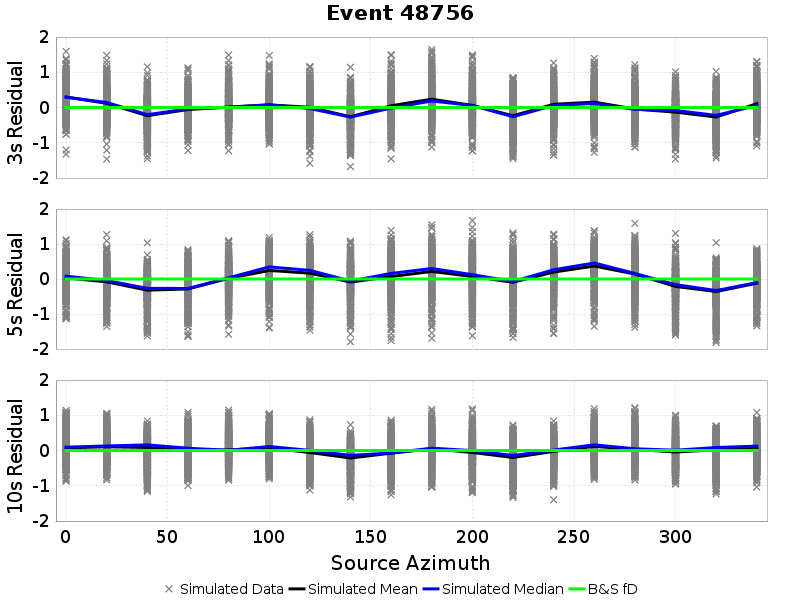 Event 48756
3s Residual
2
1
0
-1
-2
5s Residual
2
1
0
-1
-2
10s Residual
2
1
0
-1
-2
0 50 100 150 200 250 300
Source Azimuth
Simulated Data Simulated Mean Simulated Median B&S fD